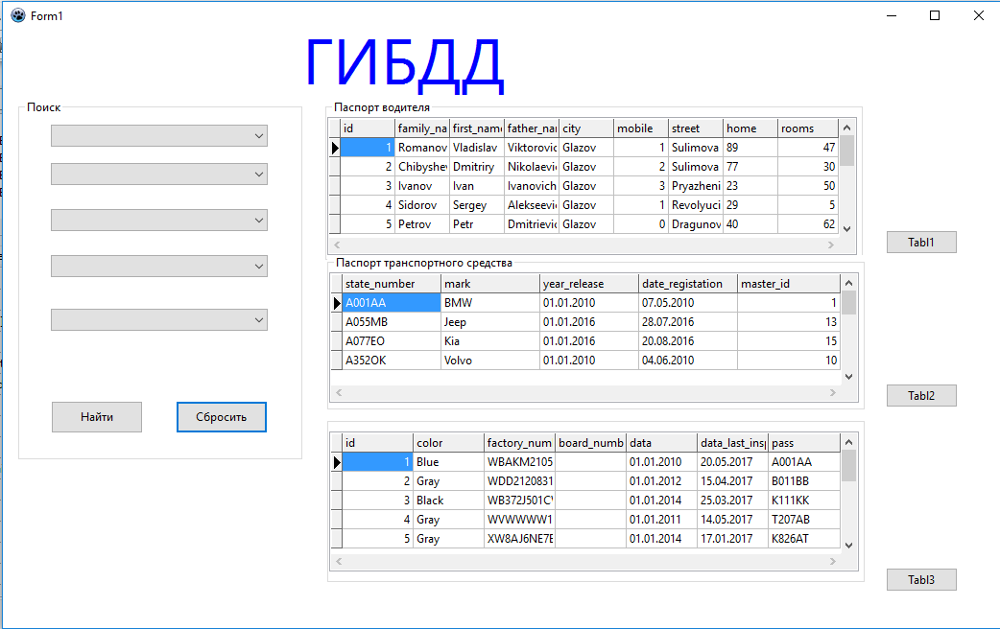 Form1
ГИБДД
Поиск
Найти
Сбросить
Паспорт водителя
id family_na first_name father_na city mobile street home rooms
1 Romanov Vladislav Viktorovic Glazov 1 Sulimova 89 47
2 Chibyshev Dmitriry Nikolaevi Glazov 2 Sulimova 77 30
3 Ivanov Ivan Ivanovich Glazov 3 Pryazheni 23 50
4 Sidorov Sergey Alekseevi Glazov 1 Revolyuci 29 5
5 Petrov Petr Dmitrievic Glazov 0 Dragunov 40 62
Tabl1
Паспорт транспортного средства
state_number mark year_release date_registation master_id
A001AA BMW 01.01.2010 07.05.2010 1
A055MB Jeep 01.01.2016 28.07.2016 13
A077EO Kia 01.01.2016 20.08.2016 15
A352OK Volvo 01.01.2010 04.06.2010 10
Tabl2
id color factory_num board_numb data data_last_insp pass
1 Blue WBAKM2105 01.01.2010 20.05.2017 A001AA
2 Gray WDD2120831 01.01.2012 15.04.2017 B011BB
3 Black WB372J501CV 01.01.2014 25.03.2017 K111KK
4 Gray WVWWWW1 01.01.2011 14.05.2017 T207AB
5 Gray XW8AJ6NE7E 01.01.2014 17.01.2017 K826AT
Tabl3